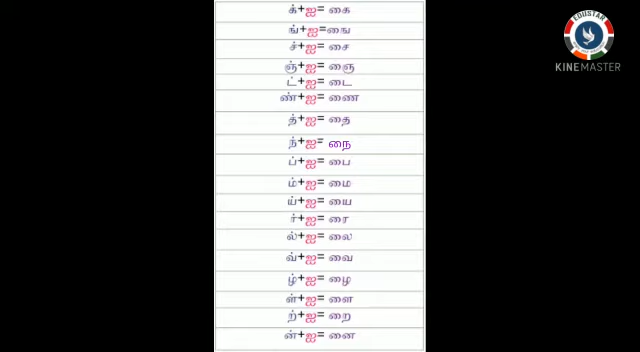 க்+ஐ= கை
ங்+ஐ=ஙை
ச்+ஐ= சை
ஞ்+ஐ= ஞை
ட்+ஐ= டை
ண்+ஐ= ணை
த்+ஐ= தை
ந்+ஐ= நை
ப்+ஐ= பை
ம்+ஐ= மை
ய்+ஐ= யை
ர்+ஐ= ரை
ல்+ஐ= லை
வ்+ஐ= வை
ழ்+ஐ= ழை
ள்+ஐ= ளை
ற்+ஐ= றை
ன்+ஐ= னை
EDUSTAR
KINEMASTER